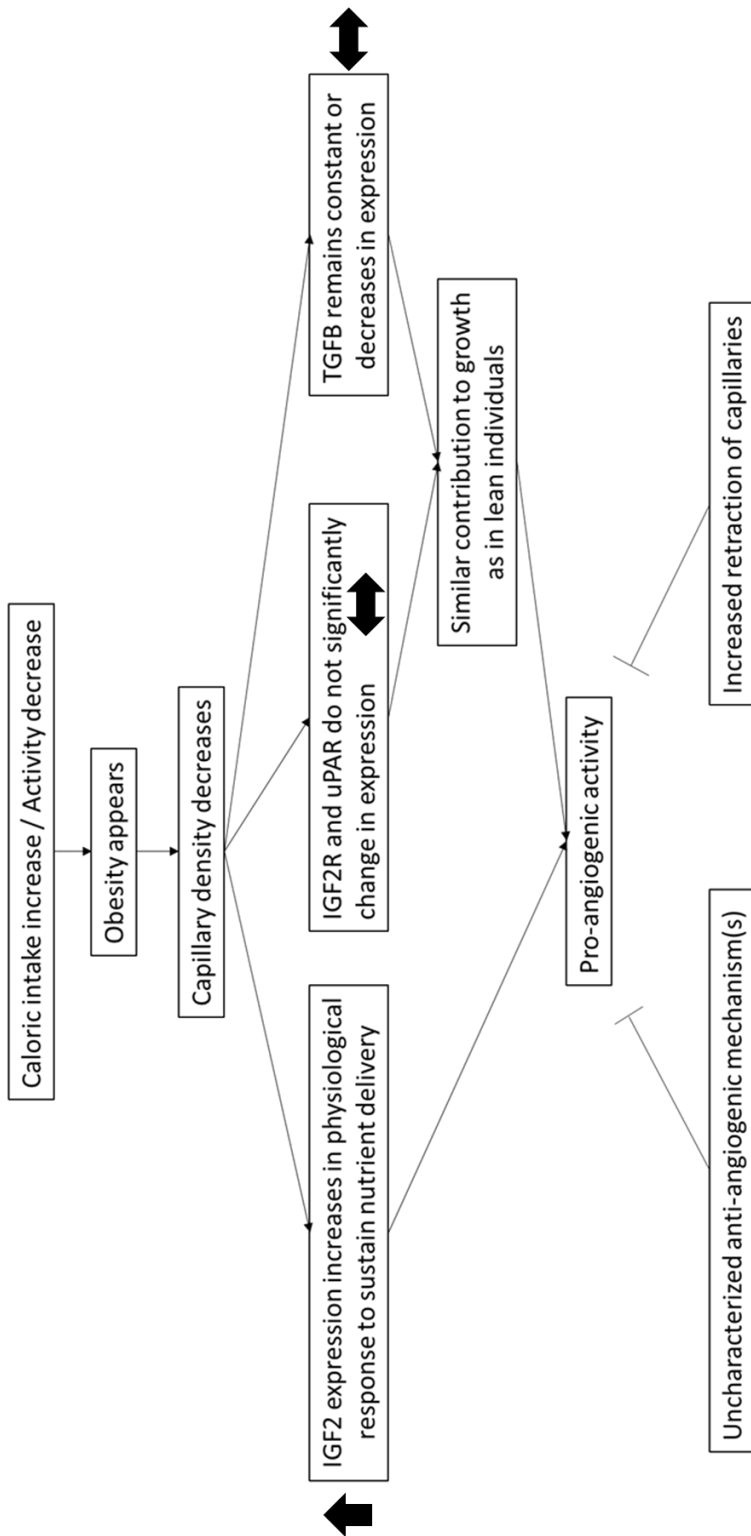 Caloric intake increase / Activity decrease
Obesity appears
Capillary density decreases
IGF2 expression increases in physiological
response to sustain nutrient delivery
IGF2R and uPAR do not significantly
change in expression
TGFB remains constant or
decreases in expression
Similar contribution to growth
as in lean individuals
Pro-angiogenic activity
Uncharacterized anti-angiogenic mechanism(s)
Increased retraction of capillaries